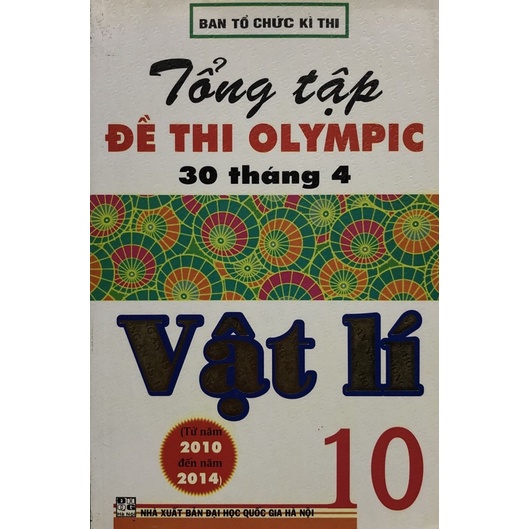 BAN TỔ CHỨC KÌ THI
Tổng tập
ĐỀ THI OLYMPIC
30 tháng 4
Vật lí
(Từ năm
2010
đến năm
2014)
10
NHÀ XUẤT BẢN ĐẠI HỌC QUỐC GIA HÀ NỘI